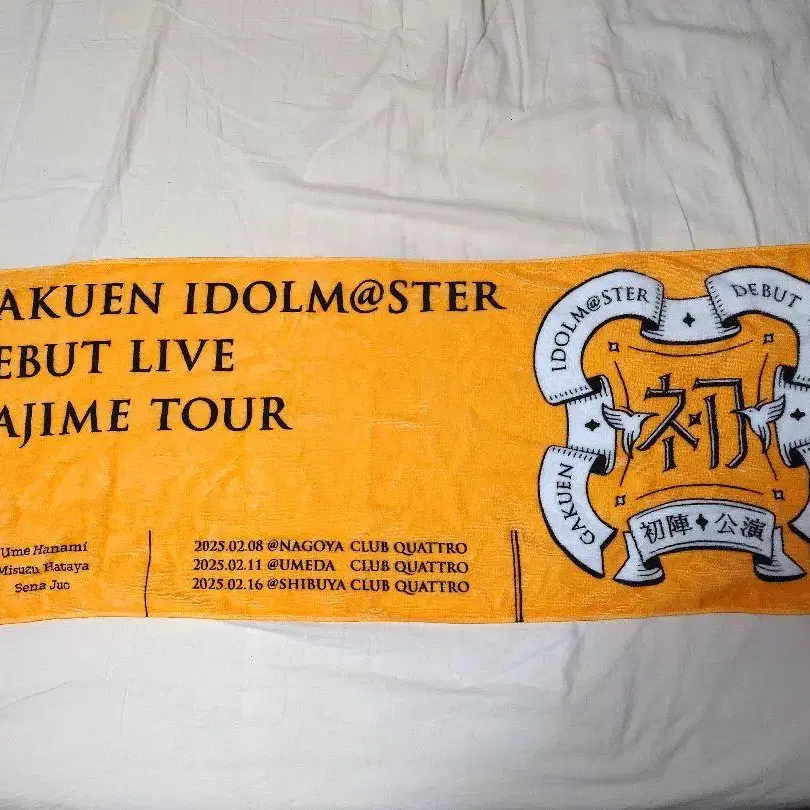 AKUEN IDOLM@STER
EBUT LIVE
AJIME TOUR
Ume Hanami
Misuzu Hataya
Sena Juo
2025.02.08 @NAGOYA CLUB QUATTRO
2025.02.11 @UMEDA CLUB QUATTRO
2025.02.16 @SHIBUYA CLUB QUATTRO
GAKUEN
IDOLM@STER
DEBUT
初
初陣✦公演